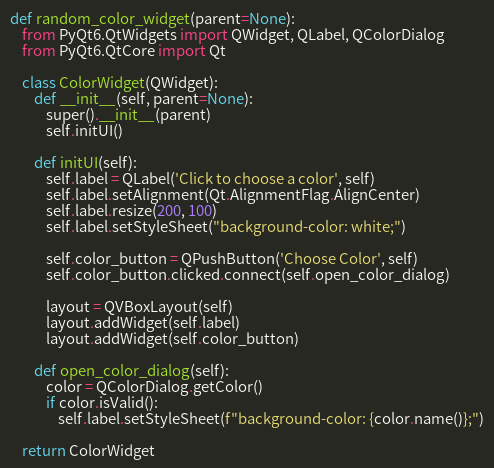 def random_color_widget(parent=None):
    from PyQt6.QtWidgets import QWidget, QLabel, QColorDialog
    from PyQt6.QtCore import Qt

    class ColorWidget(QWidget):
        def __init__(self, parent=None):
            super().__init__(parent)
            self.initUI()

        def initUI(self):
            self.label = QLabel('Click to choose a color', self)
            self.label.setAlignment(Qt.AlignmentFlag.AlignCenter)
            self.label.resize(200, 100)
            self.label.setStyleSheet("background-color: white;")

            self.color_button = QPushButton('Choose Color', self)
            self.color_button.clicked.connect(self.open_color_dialog)

            layout = QVBoxLayout(self)
            layout.addWidget(self.label)
            layout.addWidget(self.color_button)

        def open_color_dialog(self):
            color = QColorDialog.getColor()
            if color.isValid():
                self.label.setStyleSheet(f"background-color: {color.name()};")

    return ColorWidget